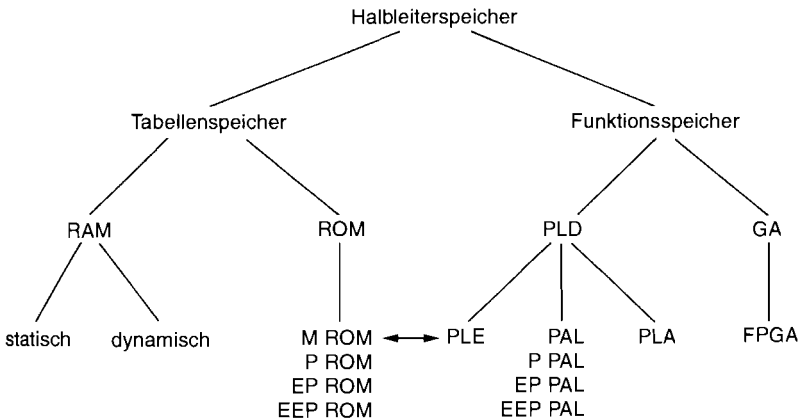 Halbleiterspeicher
Tabellenspeicher Funktionsspeicher
RAM ROM PLD GA
statisch dynamisch M ROM PLE PAL PLA FPGA
P ROM P PAL
EP ROM EP PAL
EEP ROM EEP PAL